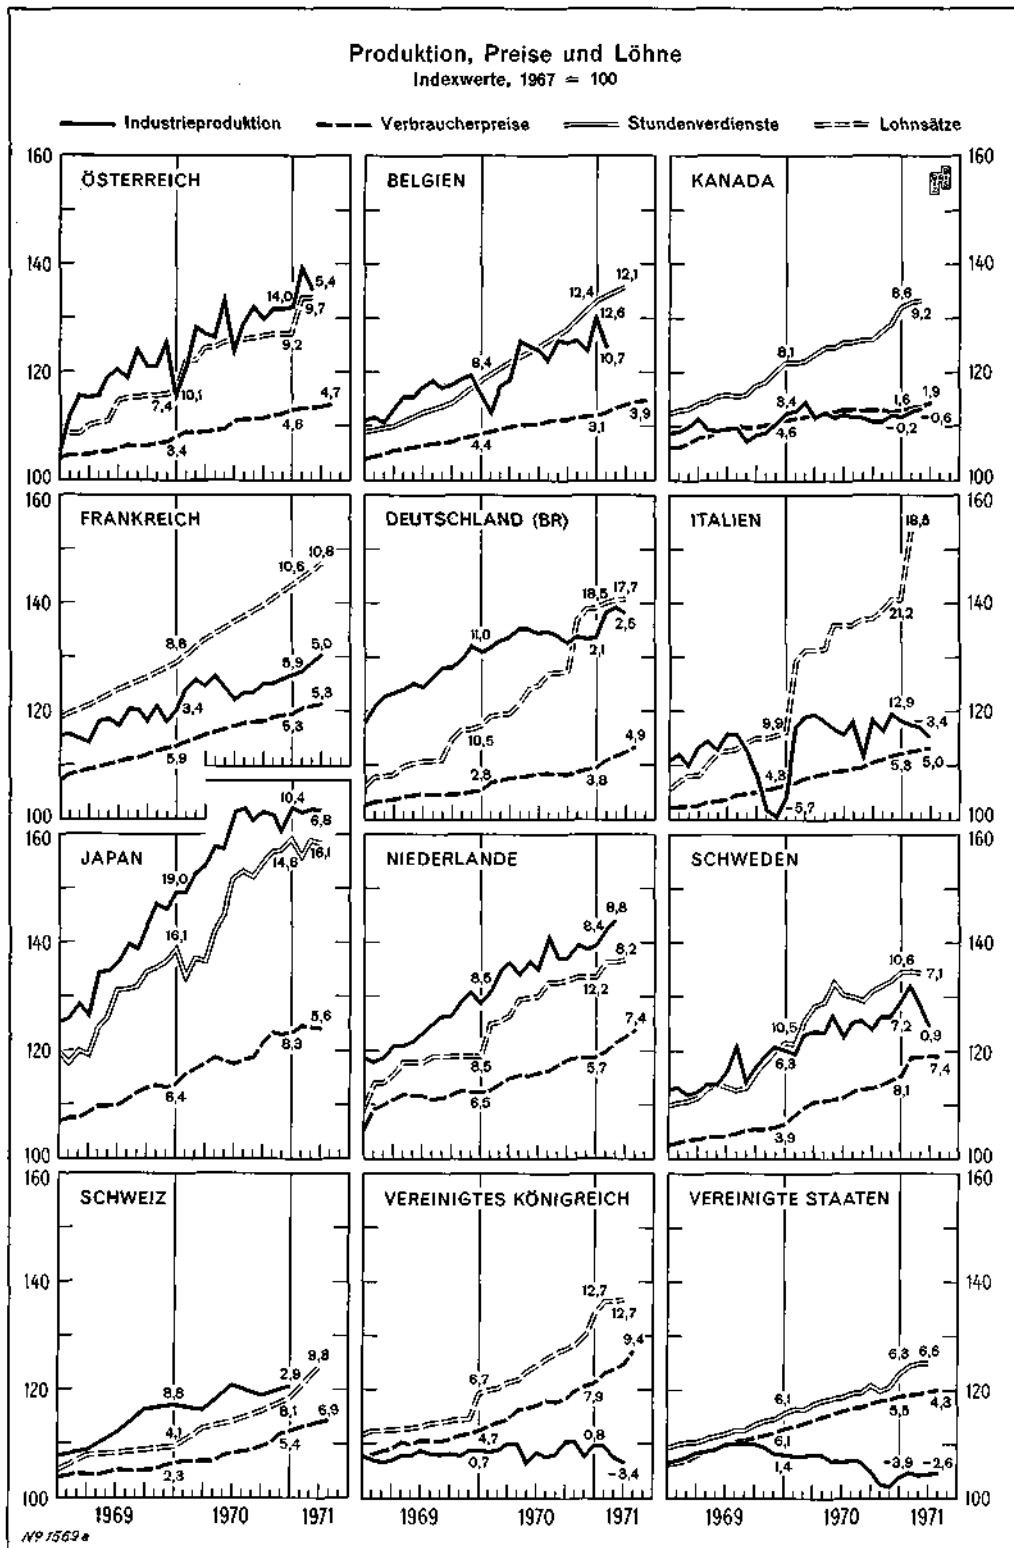 Produktion, Preise und Löhne
Indexwerte, 1967 = 100
Industrieproduktion Verbraucherpreise Stundenverdienste Lohnsätze
160 160
ÖSTERREICH BELGIEN KANADA
140 140
120 120
100 100
14,0 5,4 9,7 9,2 10,1 7,4 3,4 4,6 4,7
12,1 12,4 12,6 10,7 8,4 4,4 3,1 3,9
8,6 9,2 8,1 3,4 4,6 1,6 1,9 -0,2 -0,6
160 160
FRANKREICH DEUTSCHLAND (BR) ITALIEN
140 140
120 120
100 100
10,8 10,6 8,8 5,0 5,9 3,4 5,3 5,3 5,9
18,5 17,7 11,0 2,6 2,1 10,5 4,9 2,8 3,8
18,8 21,2 9,9 12,9 -3,4 4,3 -5,7 5,8 5,0
160 160
JAPAN NIEDERLANDE SCHWEDEN
140 140
120 120
100 100
10,4 6,8 19,0 14,8 16,1 16,1 5,6 8,3 6,4
8,8 8,4 8,5 8,2 12,2 7,4 8,5 5,7 6,5
10,6 7,1 10,5 7,2 0,9 6,3 7,4 8,1 3,9
160 160
SCHWEIZ VEREINIGTES KÖNIGREICH VEREINIGTE STAATEN
140 140
120 120
100 100
9,8 8,8 2,9 8,1 4,1 6,9 5,4 2,3
12,7 12,7 9,4 6,7 7,9 4,7 0,8 0,7 -3,4
6,3 6,6 6,1 5,5 4,3 6,1 1,4 -3,9 -2,6
1969 1970 1971 1969 1970 1971 1969 1970 1971
Nº 1569 a